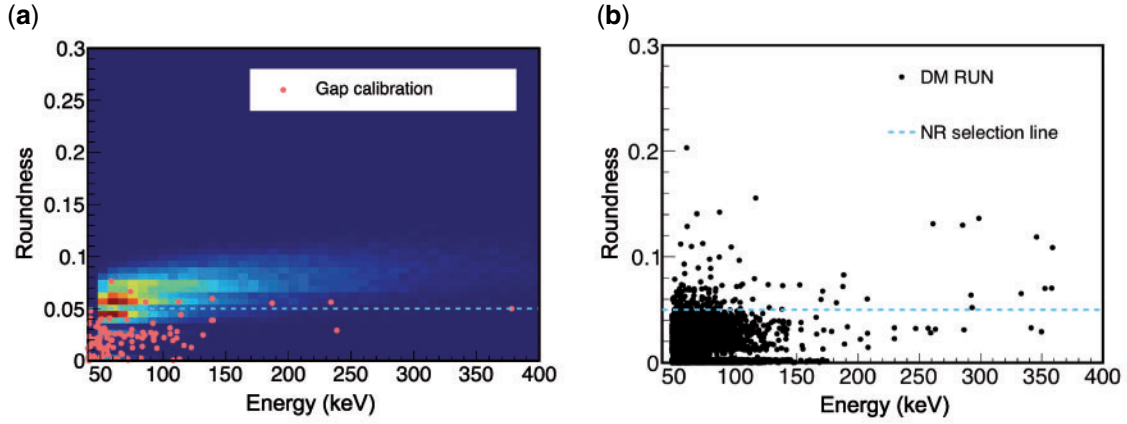 (a)
0.3
0.25
0.2
0.15
0.1
0.05
0
Roundness
Gap calibration
50 100 150 200 250 300 350 400
Energy (keV)
(b)
0.3
0.2
0.1
0
Roundness
DM RUN
NR selection line
50 100 150 200 250 300 350 400
Energy (keV)